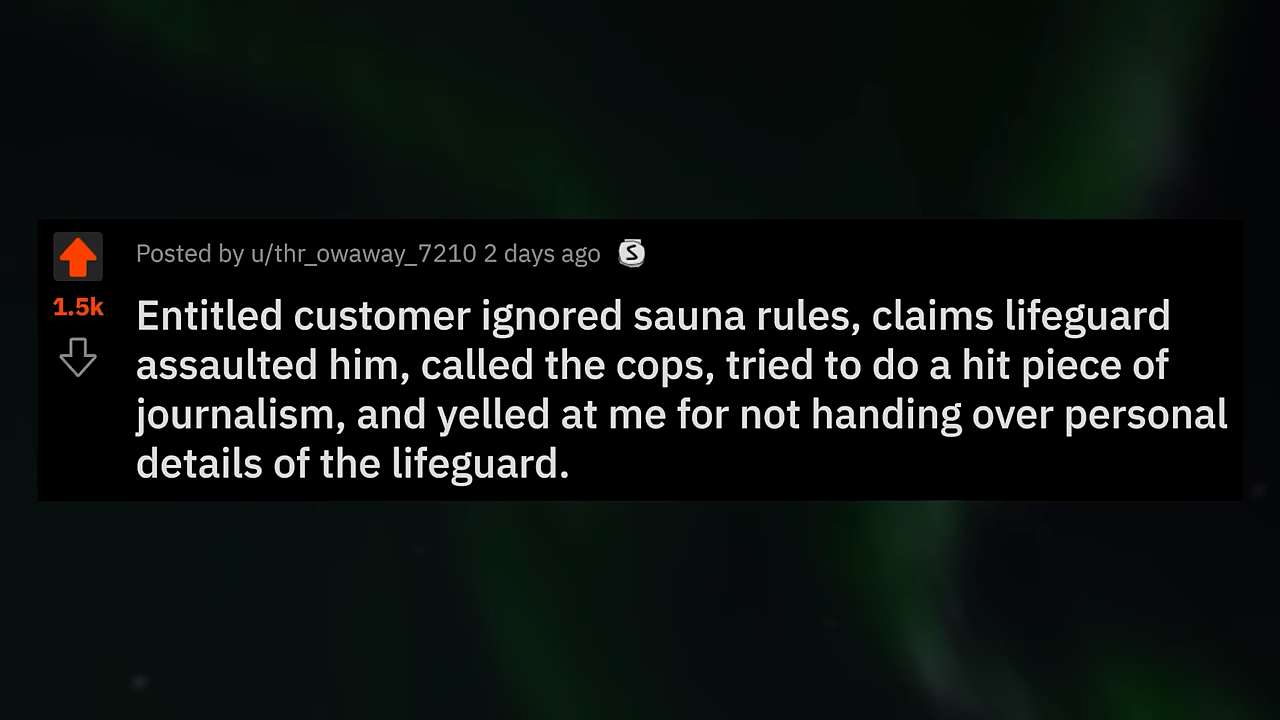 Posted by u/thr_owaway_7210 2 days ago S
1.5k
Entitled customer ignored sauna rules, claims lifeguard
assaulted him, called the cops, tried to do a hit piece of
journalism, and yelled at me for not handing over personal
details of the lifeguard.